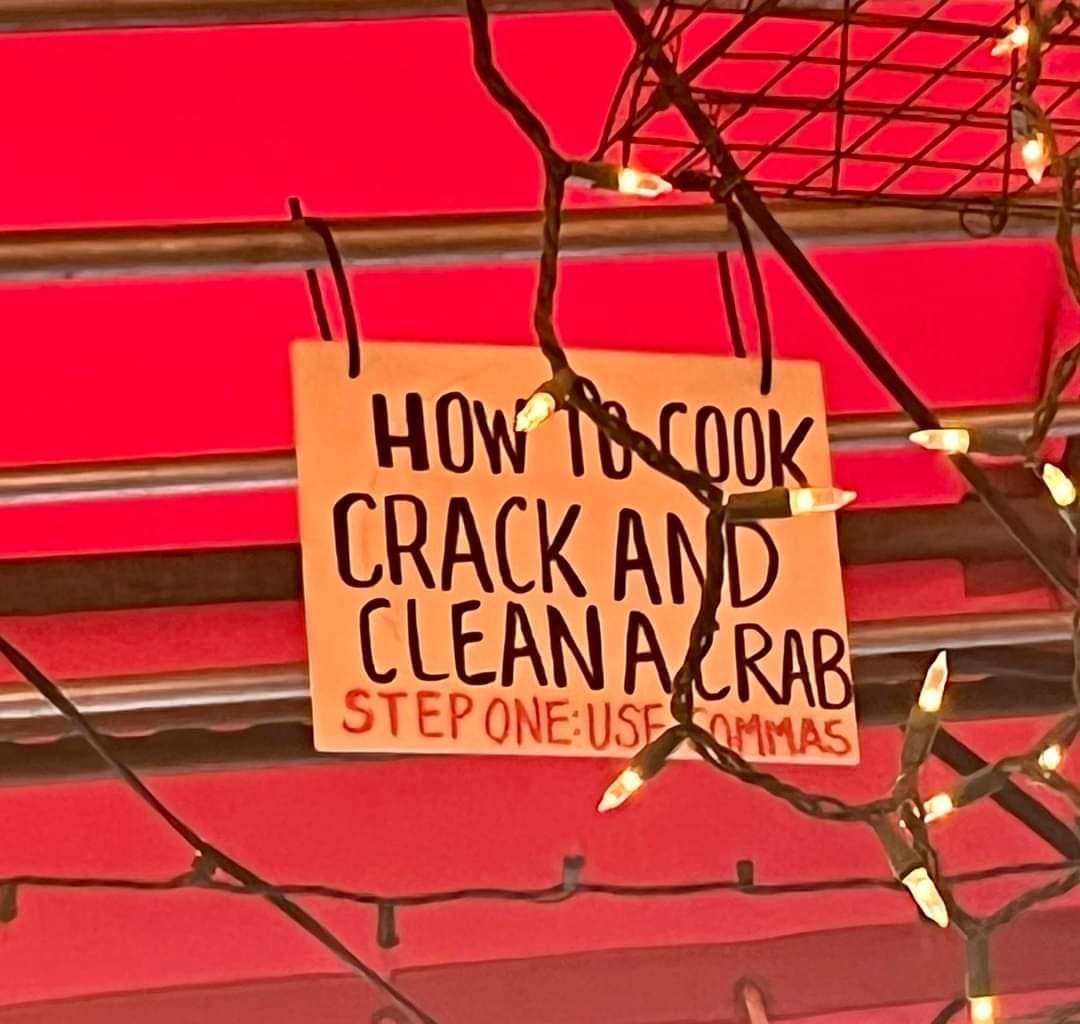 HOW TO COOK
CRACK AND
CLEAN A CRAB
STEP ONE: USE COMMAS